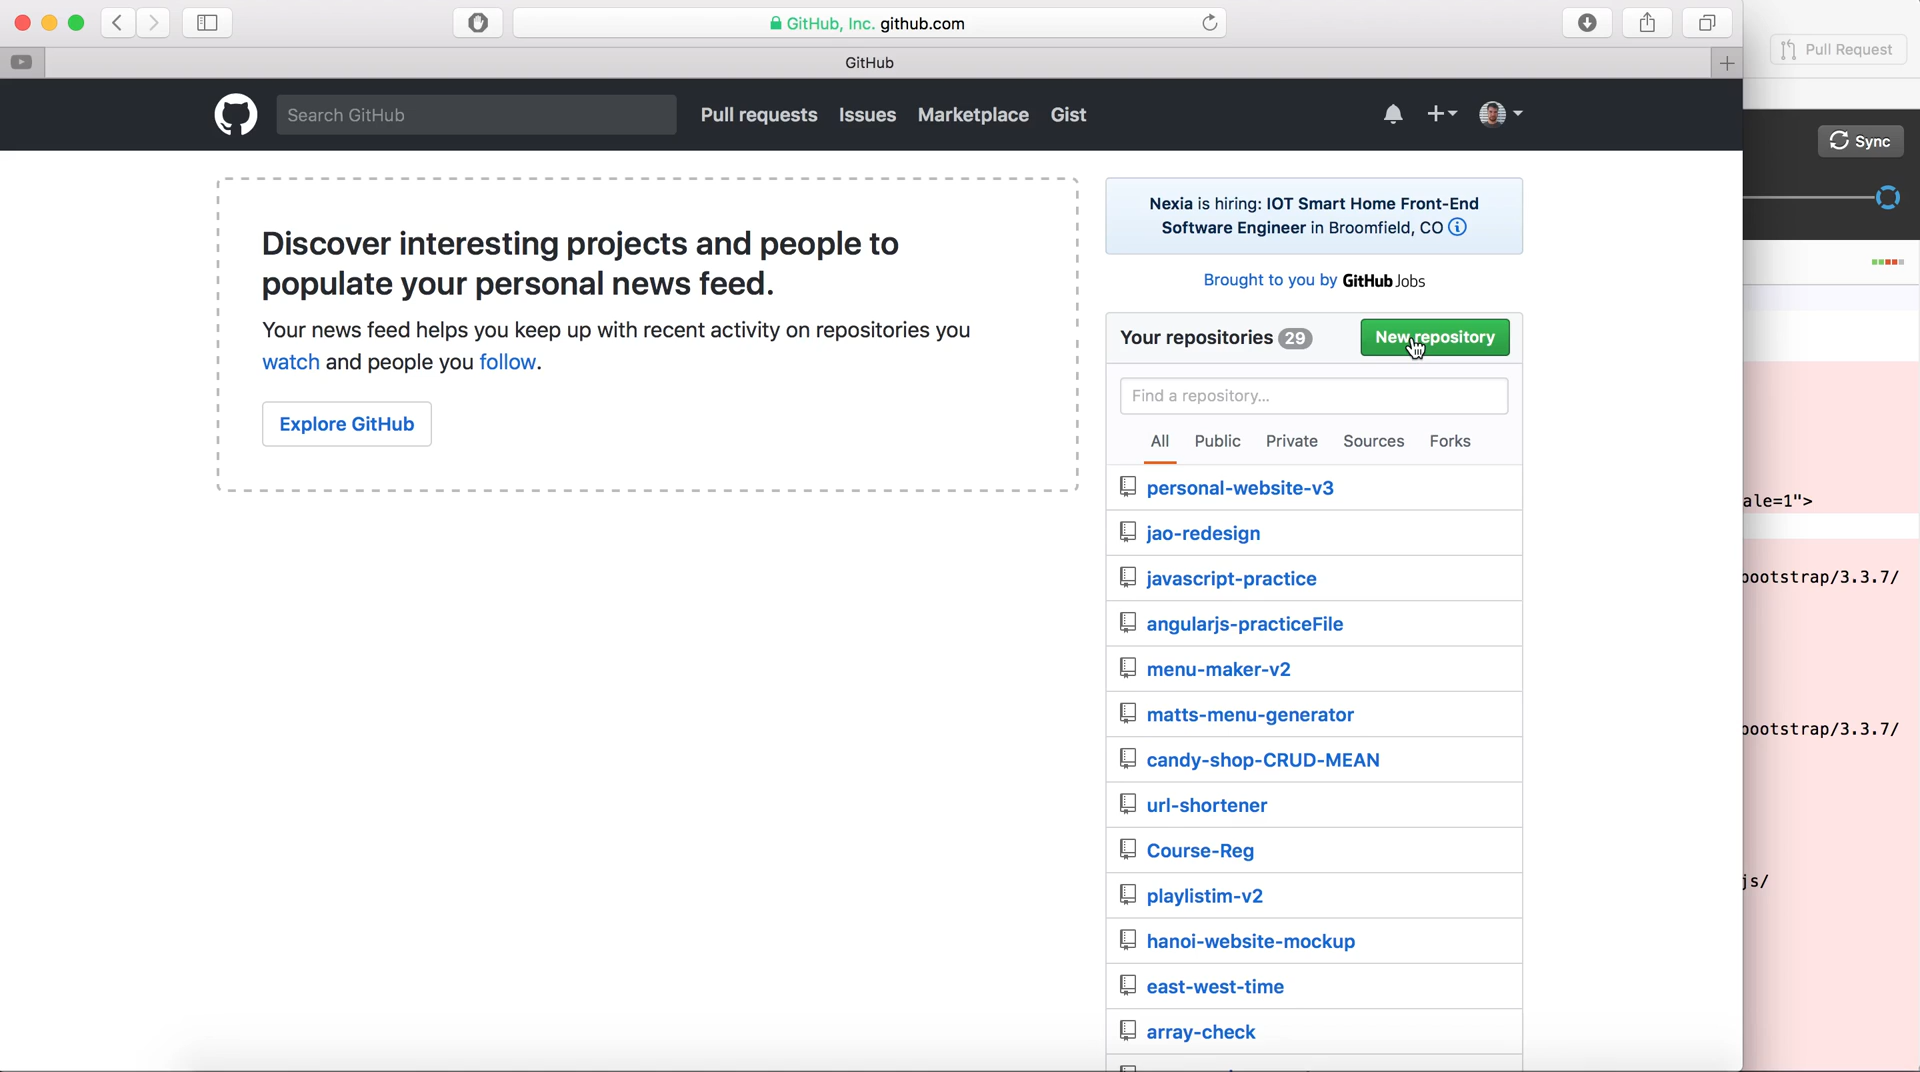 GitHub, Inc. github.com
GitHub
Pull Request
Search GitHub
Pull requests Issues Marketplace Gist
Sync
Discover interesting projects and people to
populate your personal news feed.
Your news feed helps you keep up with recent activity on repositories you
watch and people you follow.
Explore GitHub
Nexia is hiring: IOT Smart Home Front-End
Software Engineer in Broomfield, CO
Brought to you by GitHub Jobs
Your repositories 29 New repository
Find a repository...
All Public Private Sources Forks
personal-website-v3
jao-redesign
javascript-practice
angularjs-practiceFile
menu-maker-v2
matts-menu-generator
candy-shop-CRUD-MEAN
url-shortener
Course-Reg
playlistim-v2
hanoi-website-mockup
east-west-time
array-check
ale=1">
bootstrap/3.3.7/
bootstrap/3.3.7/
js/